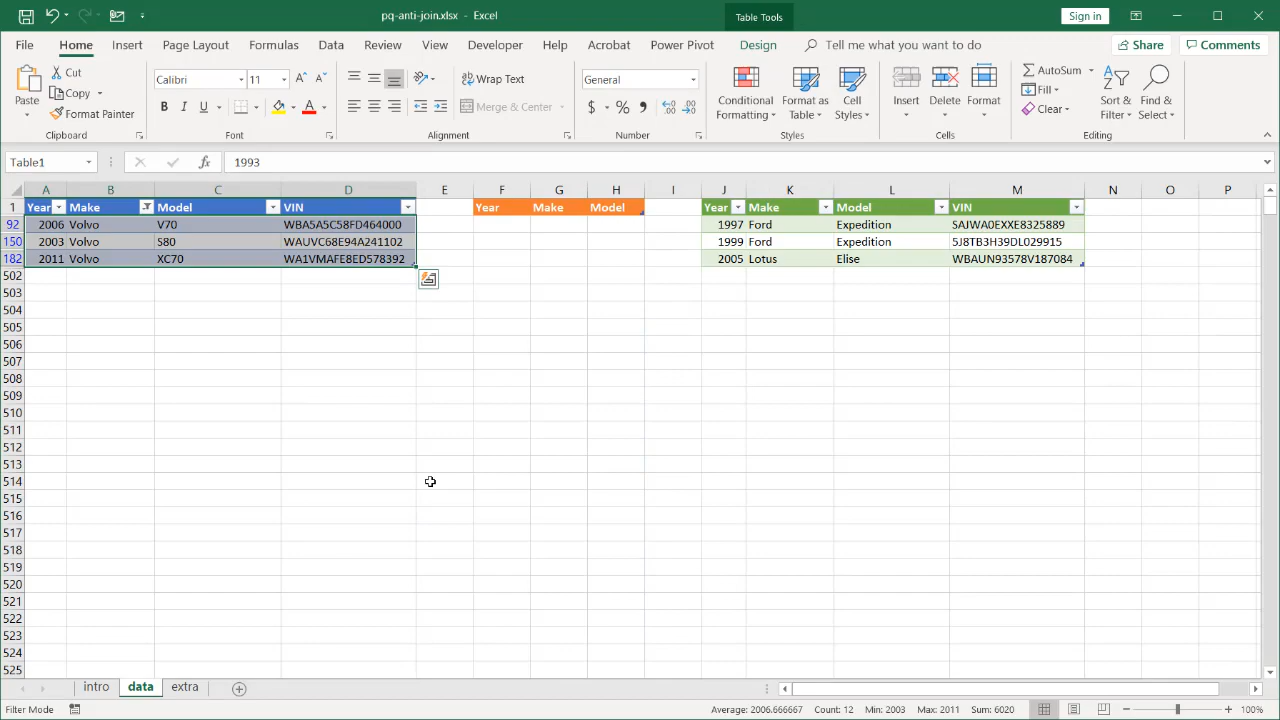 pq-anti-join.xlsx - Excel
Table Tools
Sign in
File Home Insert Page Layout Formulas Data Review View Developer Help Acrobat Power Pivot Design Tell me what you want to do Share Comments
Paste Cut Copy Format Painter Clipboard
Calibri 11 B I U A Font
Wrap Text Merge & Center Alignment
General $ % Number
Conditional Formatting Format as Table Cell Styles Styles
Insert Delete Format Cells
AutoSum Fill Clear Sort & Filter Find & Select Editing
Table1 fx 1993
A B C D E F G H I J K L M N O P
1 Year Make Model VIN Year Make Model Year Make Model VIN
92 2006 Volvo V70 WBA5A5C58FD464000 1997 Ford Expedition SAJWA0EXXE8325889
150 2003 Volvo S80 WAUVC68E94A241102 1999 Ford Expedition 5J8TB3H39DL029915
182 2011 Volvo XC70 WA1VMAFE8ED578392 2005 Lotus Elise WBAUN93578V187084
502
503
504
505
506
507
508
509
510
511
512
513
514
515
516
517
518
519
520
521
522
523
524
525
intro data extra
Filter Mode Average: 2006.666667 Count: 12 Min: 2003 Max: 2011 Sum: 6020 100%